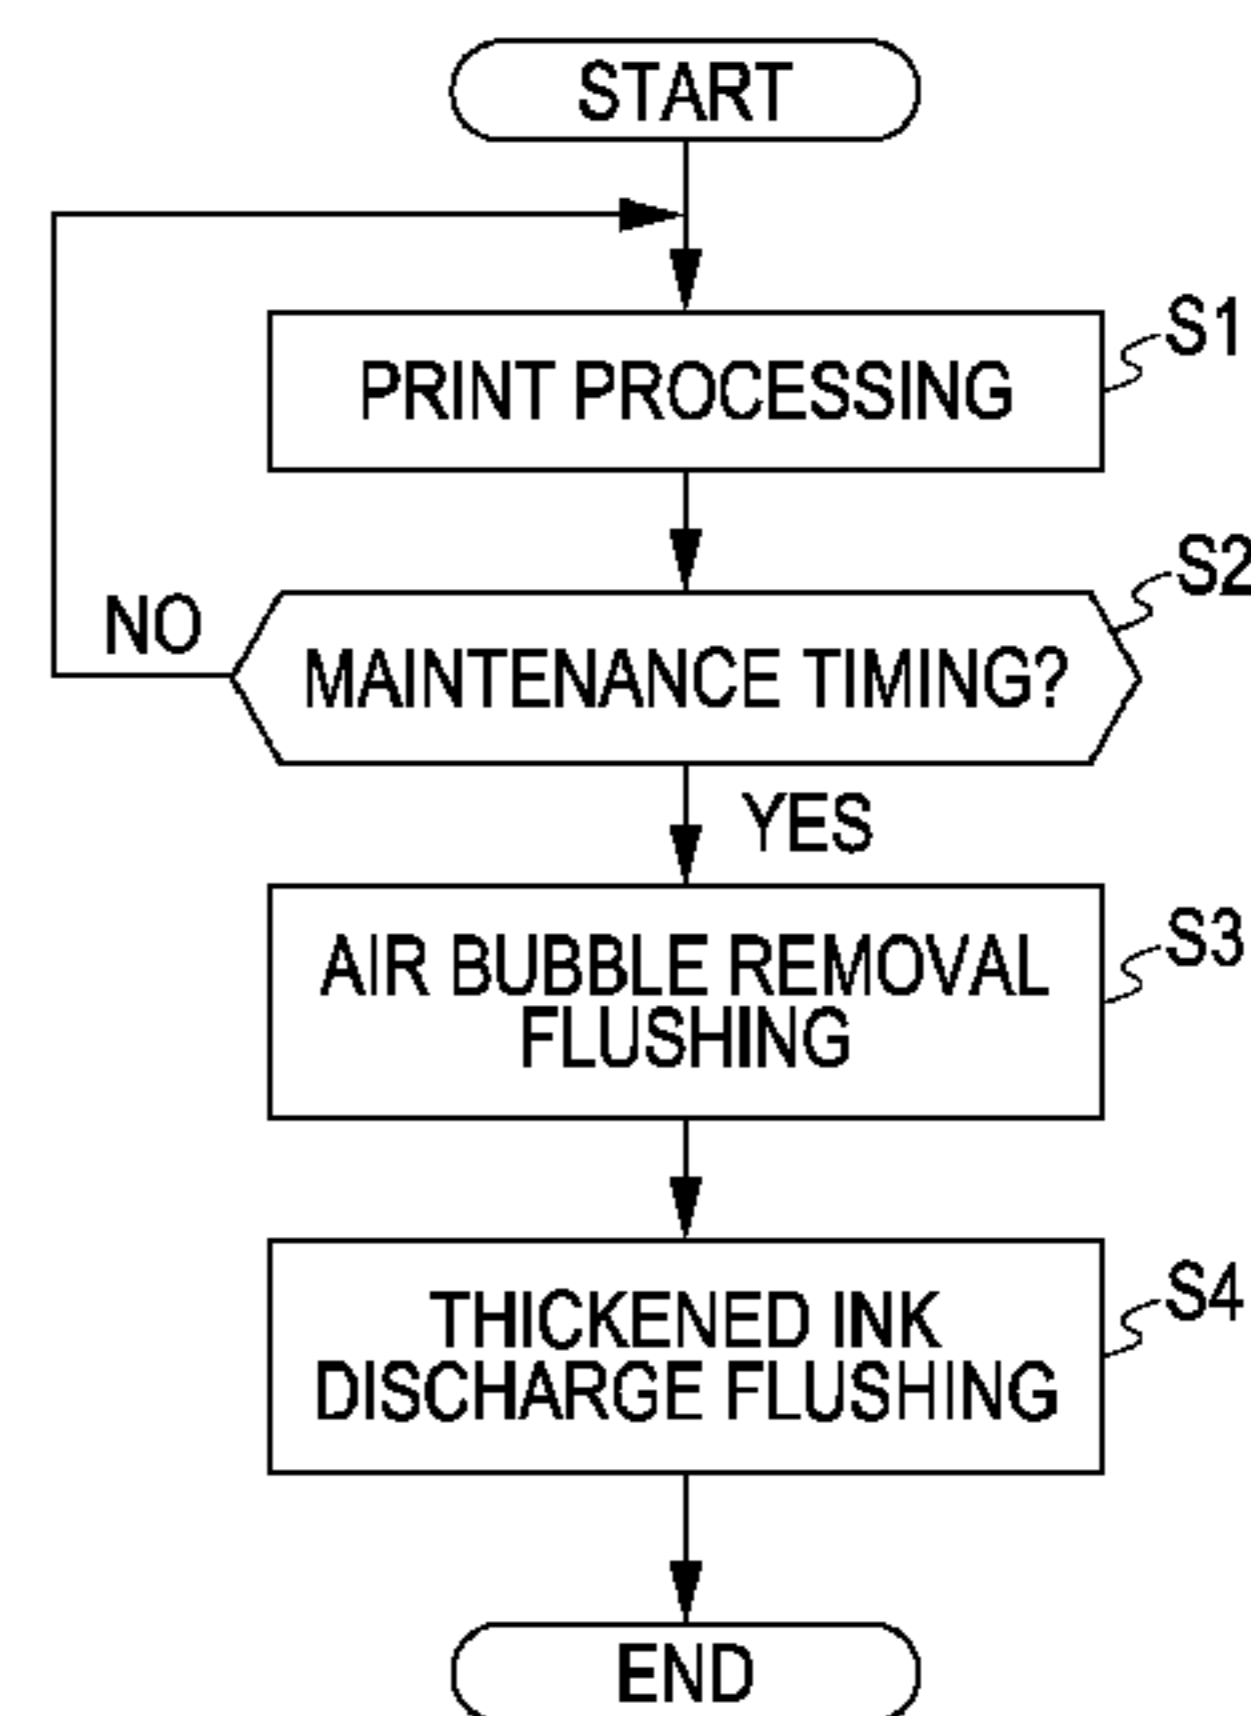 START
PRINT PROCESSING
S1
MAINTENANCE TIMING?
S2
NO
YES
AIR BUBBLE REMOVAL
FLUSHING
S3
THICKENED INK
DISCHARGE FLUSHING
S4
END